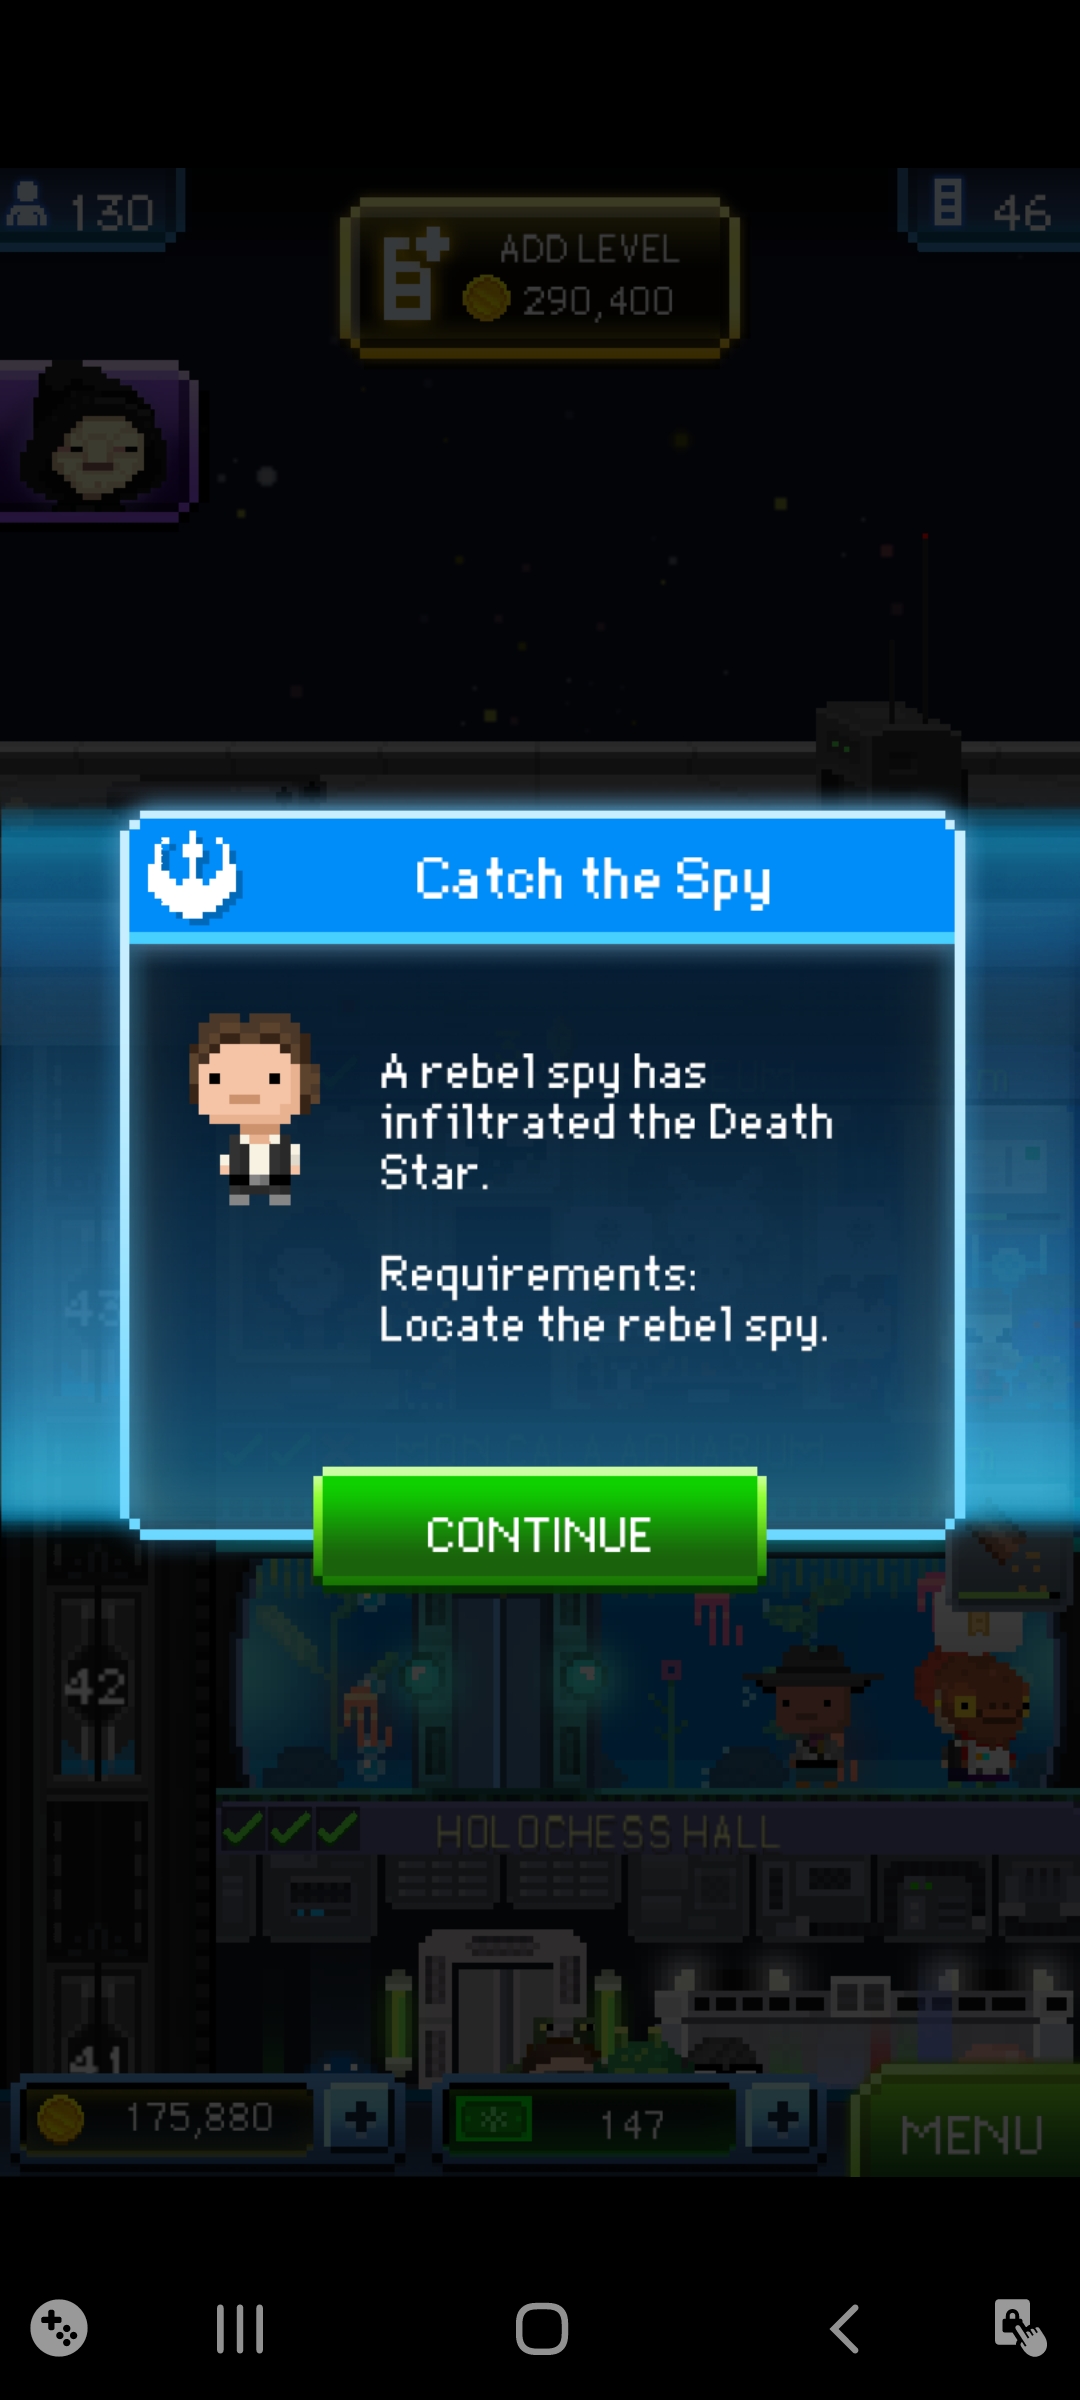 130
46
ADD LEVEL
290,400
Catch the Spy
A rebel spy has
infiltrated the Death
Star.
Requirements:
Locate the rebel spy.
43
CONTINUE
42
HOLOCHESS HALL
41
175,880
147
MENU